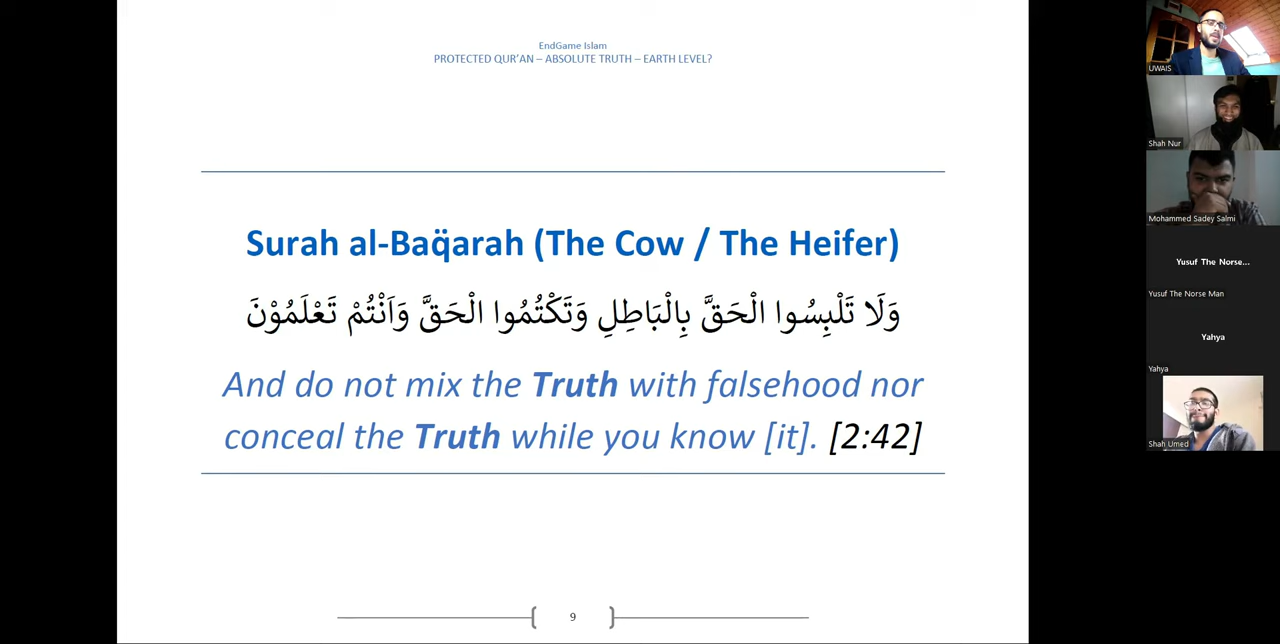 EndGame Islam
PROTECTED QUR'AN – ABSOLUTE TRUTH – EARTH LEVEL?
Surah al-Baq̈arah (The Cow / The Heifer)
وَلَا تَلْبِسُوا الْحَقَّ بِالْبَاطِلِ وَتَكْتُمُوا الْحَقَّ وَاَنْتُمْ تَعْلَمُوْنَ
And do not mix the Truth with falsehood nor
conceal the Truth while you know [it]. [2:42]
9
UWAIS
Shah Nur
Mohammed Sadey Salmi
Yusuf The Norse...
Yusuf The Norse Man
Yahya
Yahya
Shah Umed